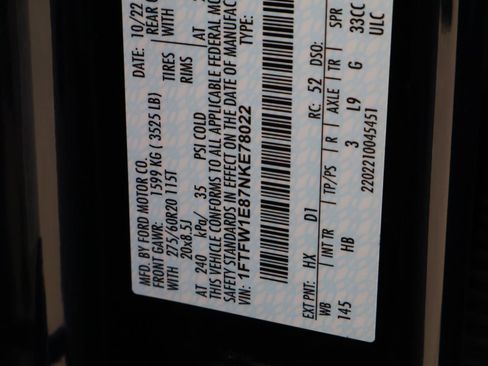 MFD. BY FORD MOTOR CO.
DATE: 10/22
FRONT GAWR: 1599 KG ( 3525 LB)
REAR
WITH 275/60R20 115T TIRES
WITH
20x8.5J RIMS
AT 240 kPa/ 35 PSI COLD
AT
THIS VEHICLE CONFORMS TO ALL APPLICABLE FEDERAL MO
SAFETY STANDARDS IN EFFECT ON THE DATE OF MANUFAC
VIN: 1FTFW1E87NKE78022
TYPE:
EXT PNT: HX D1 RC: 52 DSO:
WB INT TR TP/PS R AXLE TR SPR
145 HB 3 L9 G 33CC
2202210045451 ULC